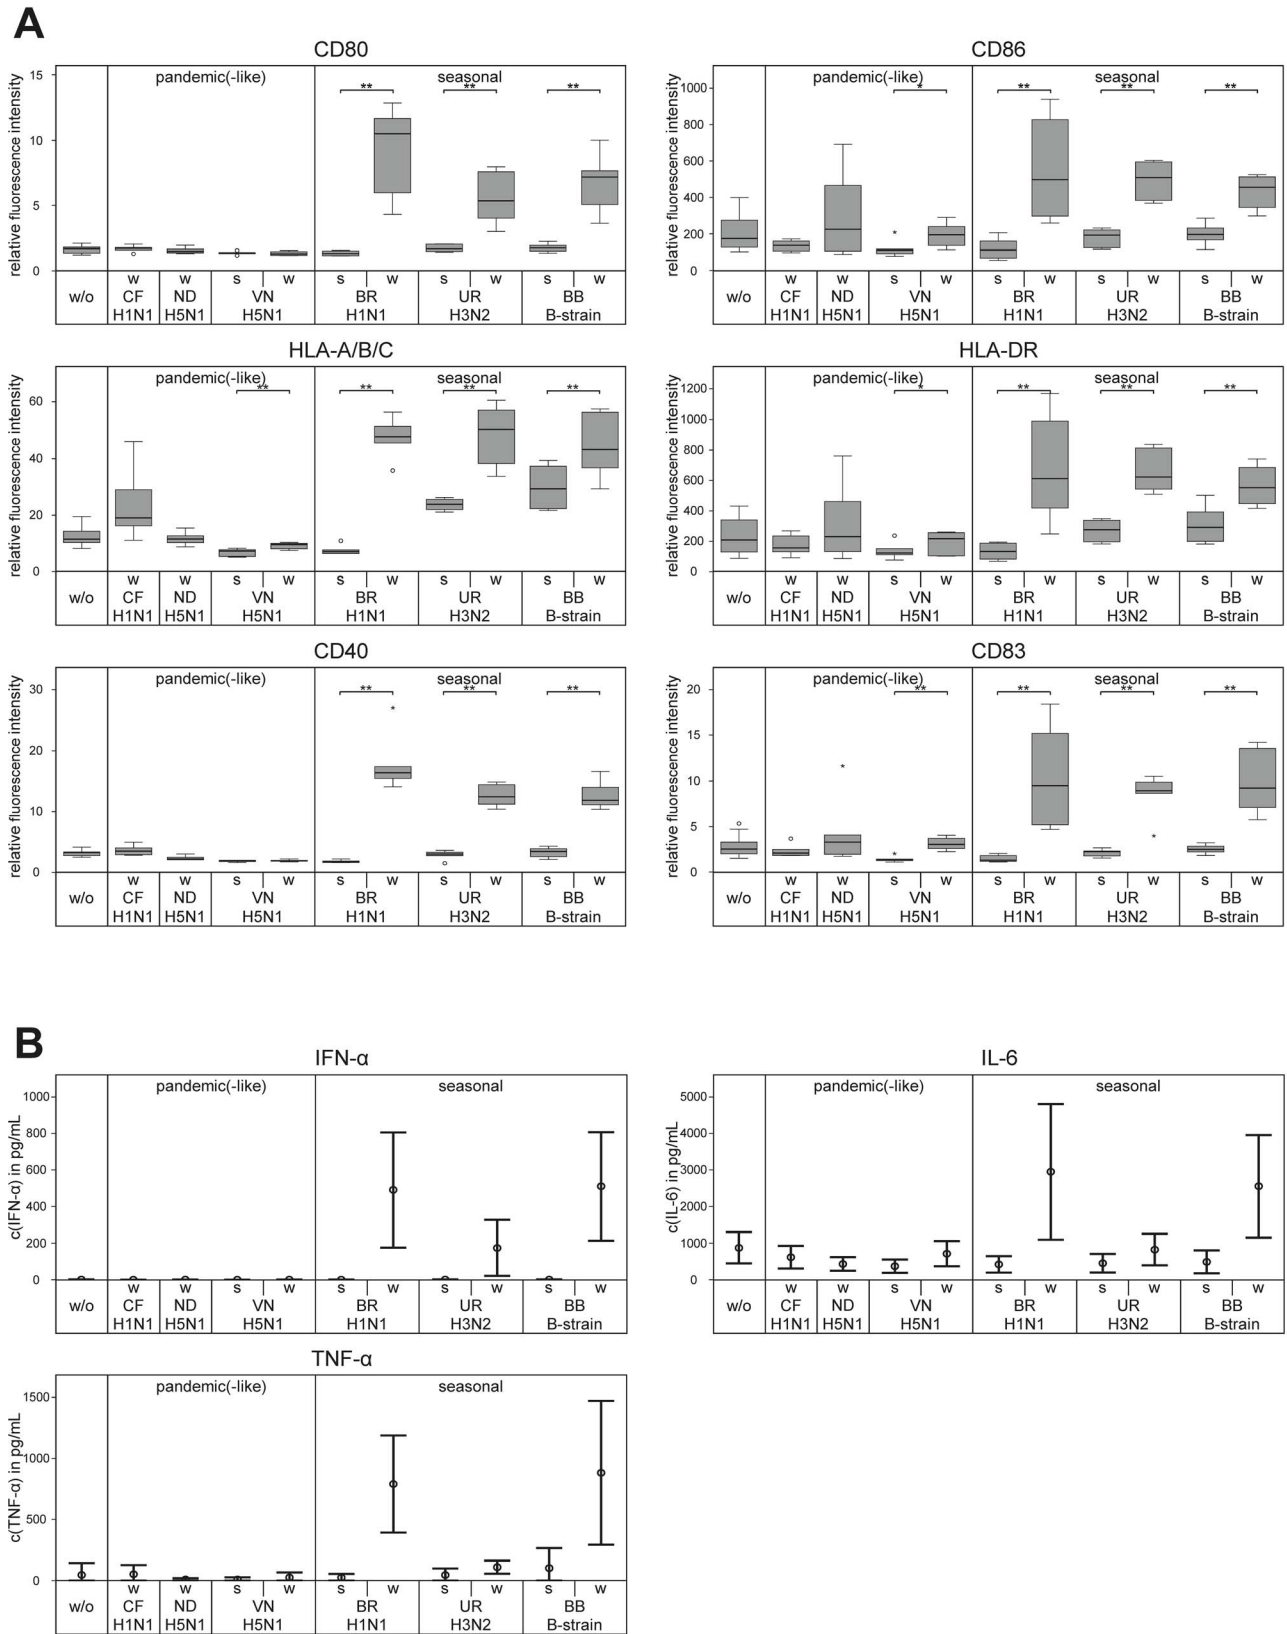 A
CD80
relative fluorescence intensity
15
10
5
0
pandemic(-like)
seasonal
** ** **
w w s w s w s w s w
w/o CF ND VN BR UR BB
H1N1 H5N1 H5N1 H1N1 H3N2 B-strain
CD86
relative fluorescence intensity
1000
800
600
400
200
0
pandemic(-like)
seasonal
* ** ** **
*
w w s w s w s w s w
w/o CF ND VN BR UR BB
H1N1 H5N1 H5N1 H1N1 H3N2 B-strain
HLA-A/B/C
relative fluorescence intensity
60
40
20
0
pandemic(-like)
seasonal
** ** ** **
w w s w s w s w s w
w/o CF ND VN BR UR BB
H1N1 H5N1 H5N1 H1N1 H3N2 B-strain
HLA-DR
relative fluorescence intensity
1200
1000
800
600
400
200
0
pandemic(-like)
seasonal
* ** ** **
w w s w s w s w s w
w/o CF ND VN BR UR BB
H1N1 H5N1 H5N1 H1N1 H3N2 B-strain
CD40
relative fluorescence intensity
30
20
10
0
pandemic(-like)
seasonal
** ** **
*
w w s w s w s w s w
w/o CF ND VN BR UR BB
H1N1 H5N1 H5N1 H1N1 H3N2 B-strain
CD83
relative fluorescence intensity
20
15
10
5
0
pandemic(-like)
seasonal
** ** ** **
*
*
*
w w s w s w s w s w
w/o CF ND VN BR UR BB
H1N1 H5N1 H5N1 H1N1 H3N2 B-strain
B
IFN-α
c(IFN-α) in pg/mL
1000
800
600
400
200
0
pandemic(-like)
seasonal
w w s w s w s w s w
w/o CF ND VN BR UR BB
H1N1 H5N1 H5N1 H1N1 H3N2 B-strain
IL-6
c(IL-6) in pg/mL
5000
4000
3000
2000
1000
0
pandemic(-like)
seasonal
w w s w s w s w s w
w/o CF ND VN BR UR BB
H1N1 H5N1 H5N1 H1N1 H3N2 B-strain
TNF-α
c(TNF-α) in pg/mL
1500
1000
500
0
pandemic(-like)
seasonal
w w s w s w s w s w
w/o CF ND VN BR UR BB
H1N1 H5N1 H5N1 H1N1 H3N2 B-strain